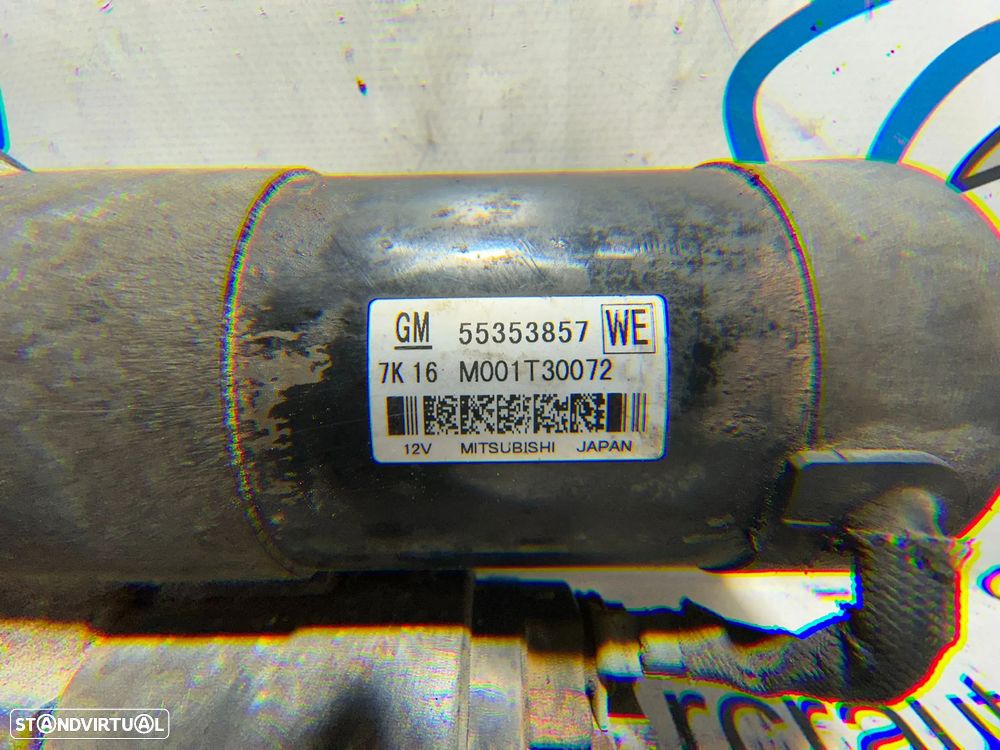 GM 55353857 WE
7K 16 M001T30072
12V MITSUBISHI JAPAN
STANDVIRTUAL